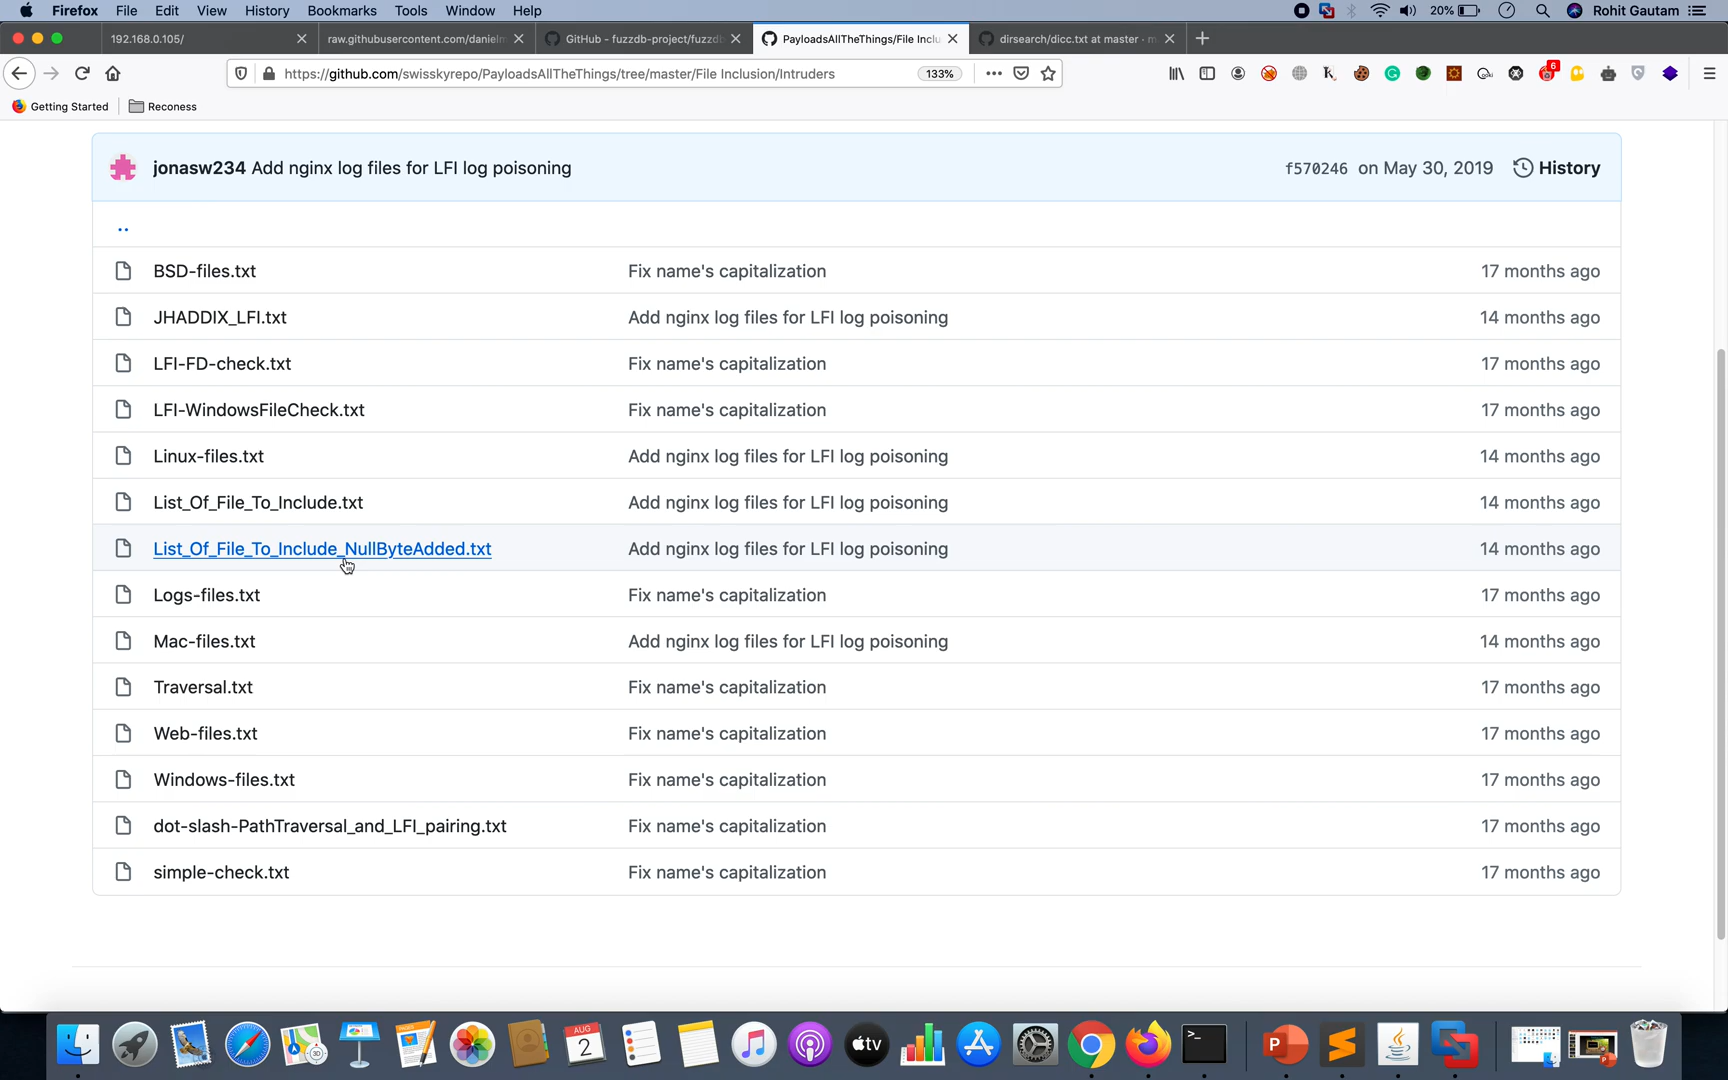 Firefox File Edit View History Bookmarks Tools Window Help 20% Rohit Gautam
192.168.0.105/ raw.githubusercontent.com/danielm GitHub - fuzzdb-project/fuzzdb PayloadsAllTheThings/File Inclu dirsearch/dicc.txt at master · m
https://github.com/swisskyrepo/PayloadsAllTheThings/tree/master/File Inclusion/Intruders 133% 6
Getting Started Reconess
jonasw234 Add nginx log files for LFI log poisoning f570246 on May 30, 2019 History
..
BSD-files.txt Fix name's capitalization 17 months ago
JHADDIX_LFI.txt Add nginx log files for LFI log poisoning 14 months ago
LFI-FD-check.txt Fix name's capitalization 17 months ago
LFI-WindowsFileCheck.txt Fix name's capitalization 17 months ago
Linux-files.txt Add nginx log files for LFI log poisoning 14 months ago
List_Of_File_To_Include.txt Add nginx log files for LFI log poisoning 14 months ago
List_Of_File_To_Include_NullByteAdded.txt Add nginx log files for LFI log poisoning 14 months ago
Logs-files.txt Fix name's capitalization 17 months ago
Mac-files.txt Add nginx log files for LFI log poisoning 14 months ago
Traversal.txt Fix name's capitalization 17 months ago
Web-files.txt Fix name's capitalization 17 months ago
Windows-files.txt Fix name's capitalization 17 months ago
dot-slash-PathTraversal_and_LFI_pairing.txt Fix name's capitalization 17 months ago
simple-check.txt Fix name's capitalization 17 months ago
AUG
2
tv